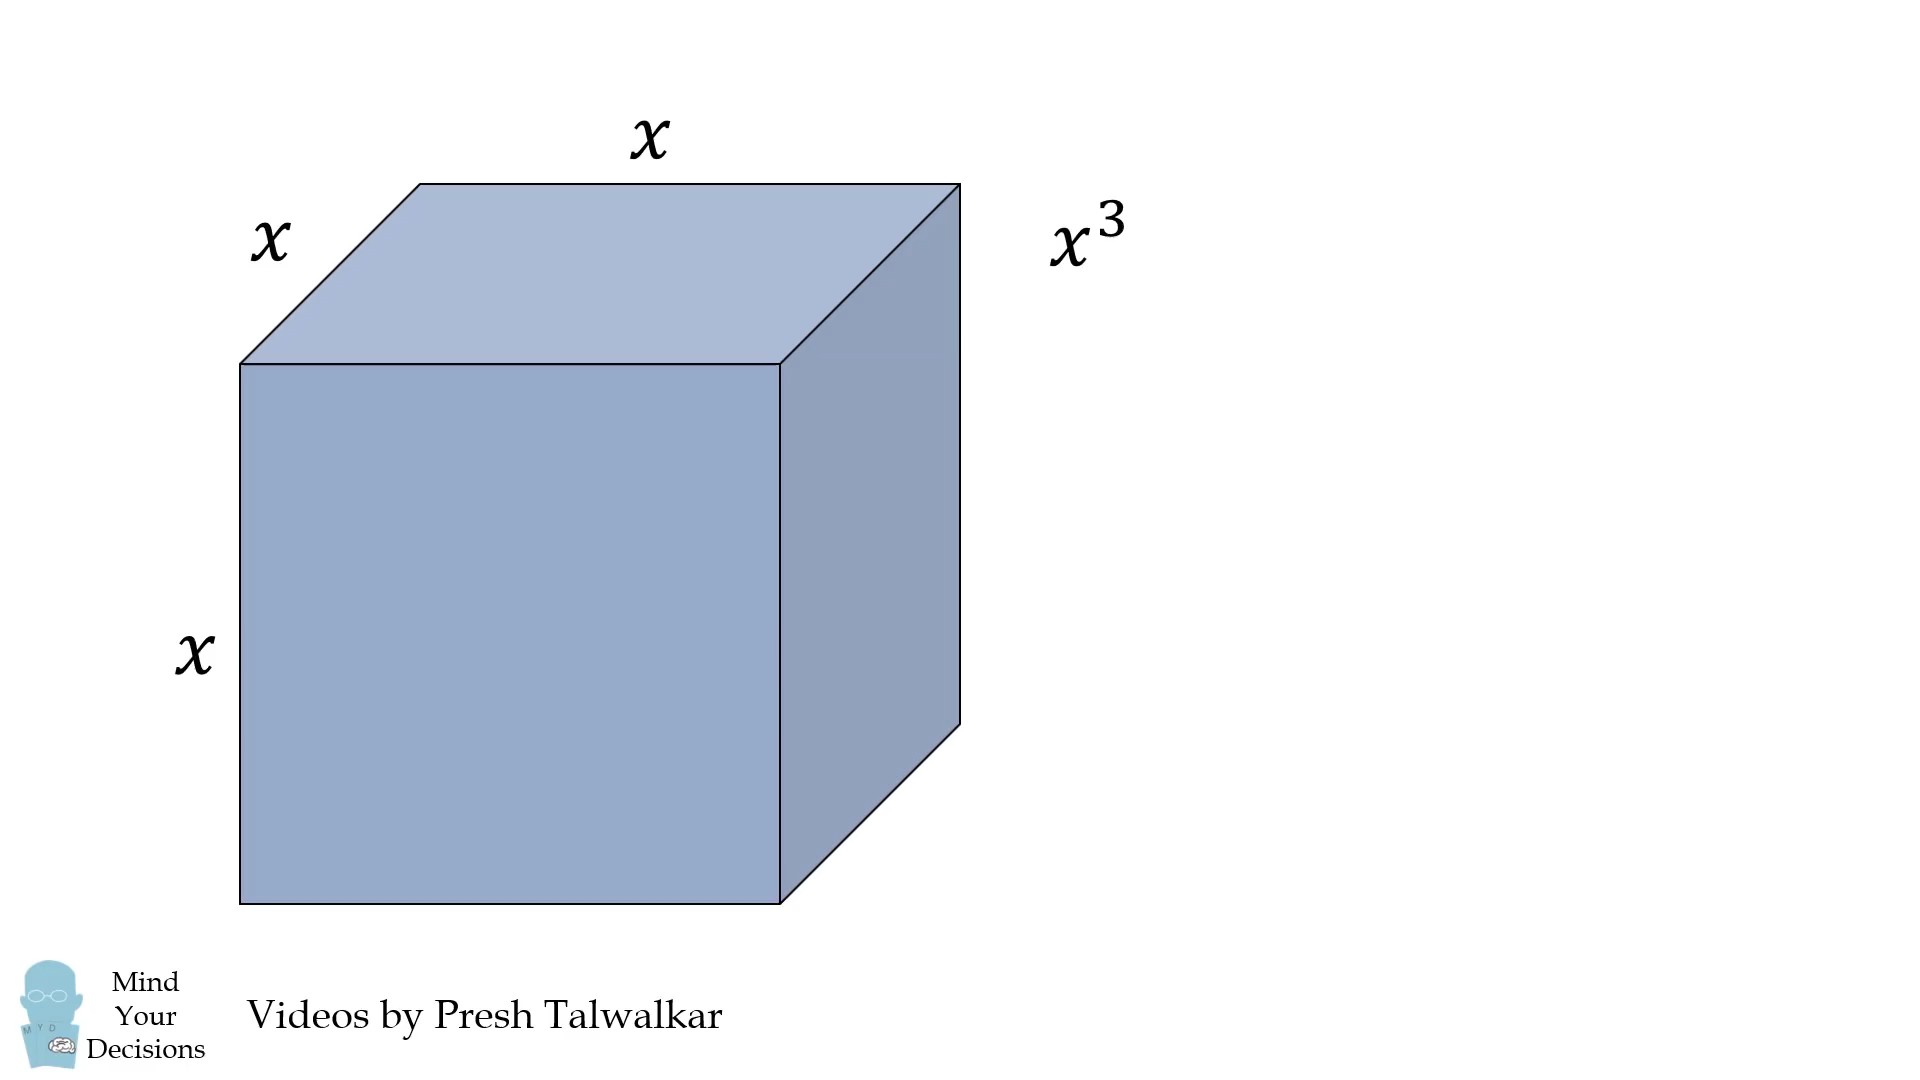 x
x
x³
x
M Y D
Mind
Your
Decisions
Videos by Presh Talwalkar